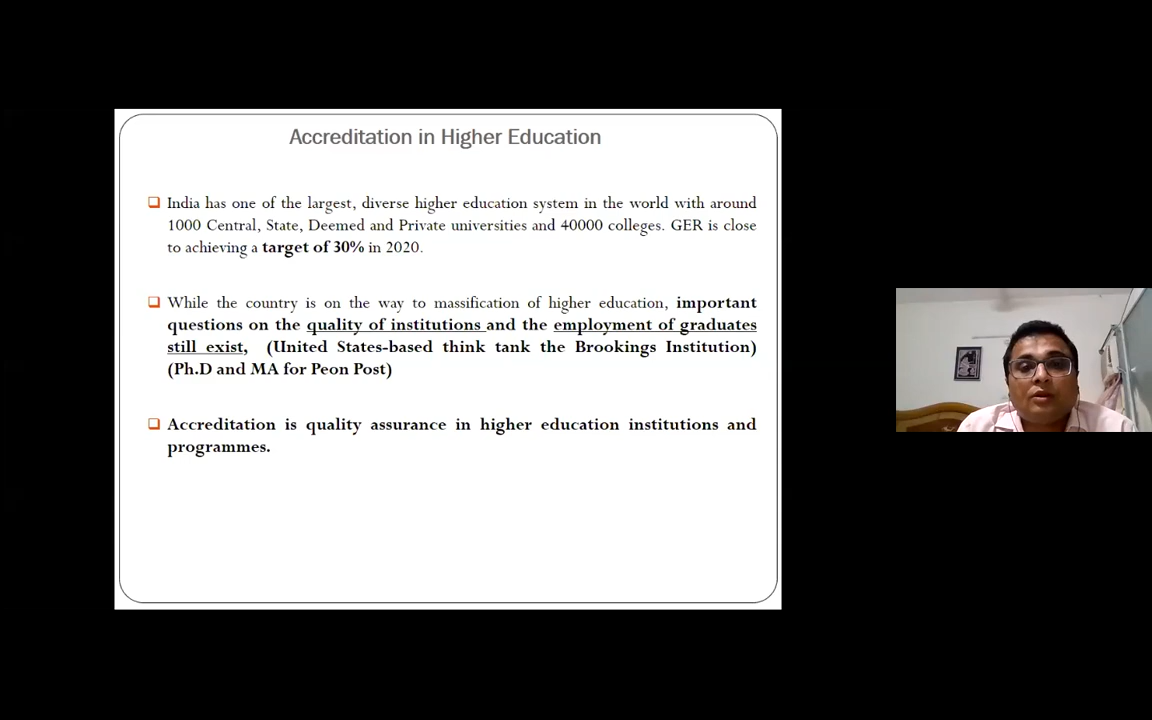 Accreditation in Higher Education
India has one of the largest, diverse higher education system in the world with around
1000 Central, State, Deemed and Private universities and 40000 colleges. GER is close
to achieving a target of 30% in 2020.
While the country is on the way to massification of higher education, important
questions on the quality of institutions and the employment of graduates
still exist, (United States-based think tank the Brookings Institution)
(Ph.D and MA for Peon Post)
Accreditation is quality assurance in higher education institutions and
programmes.